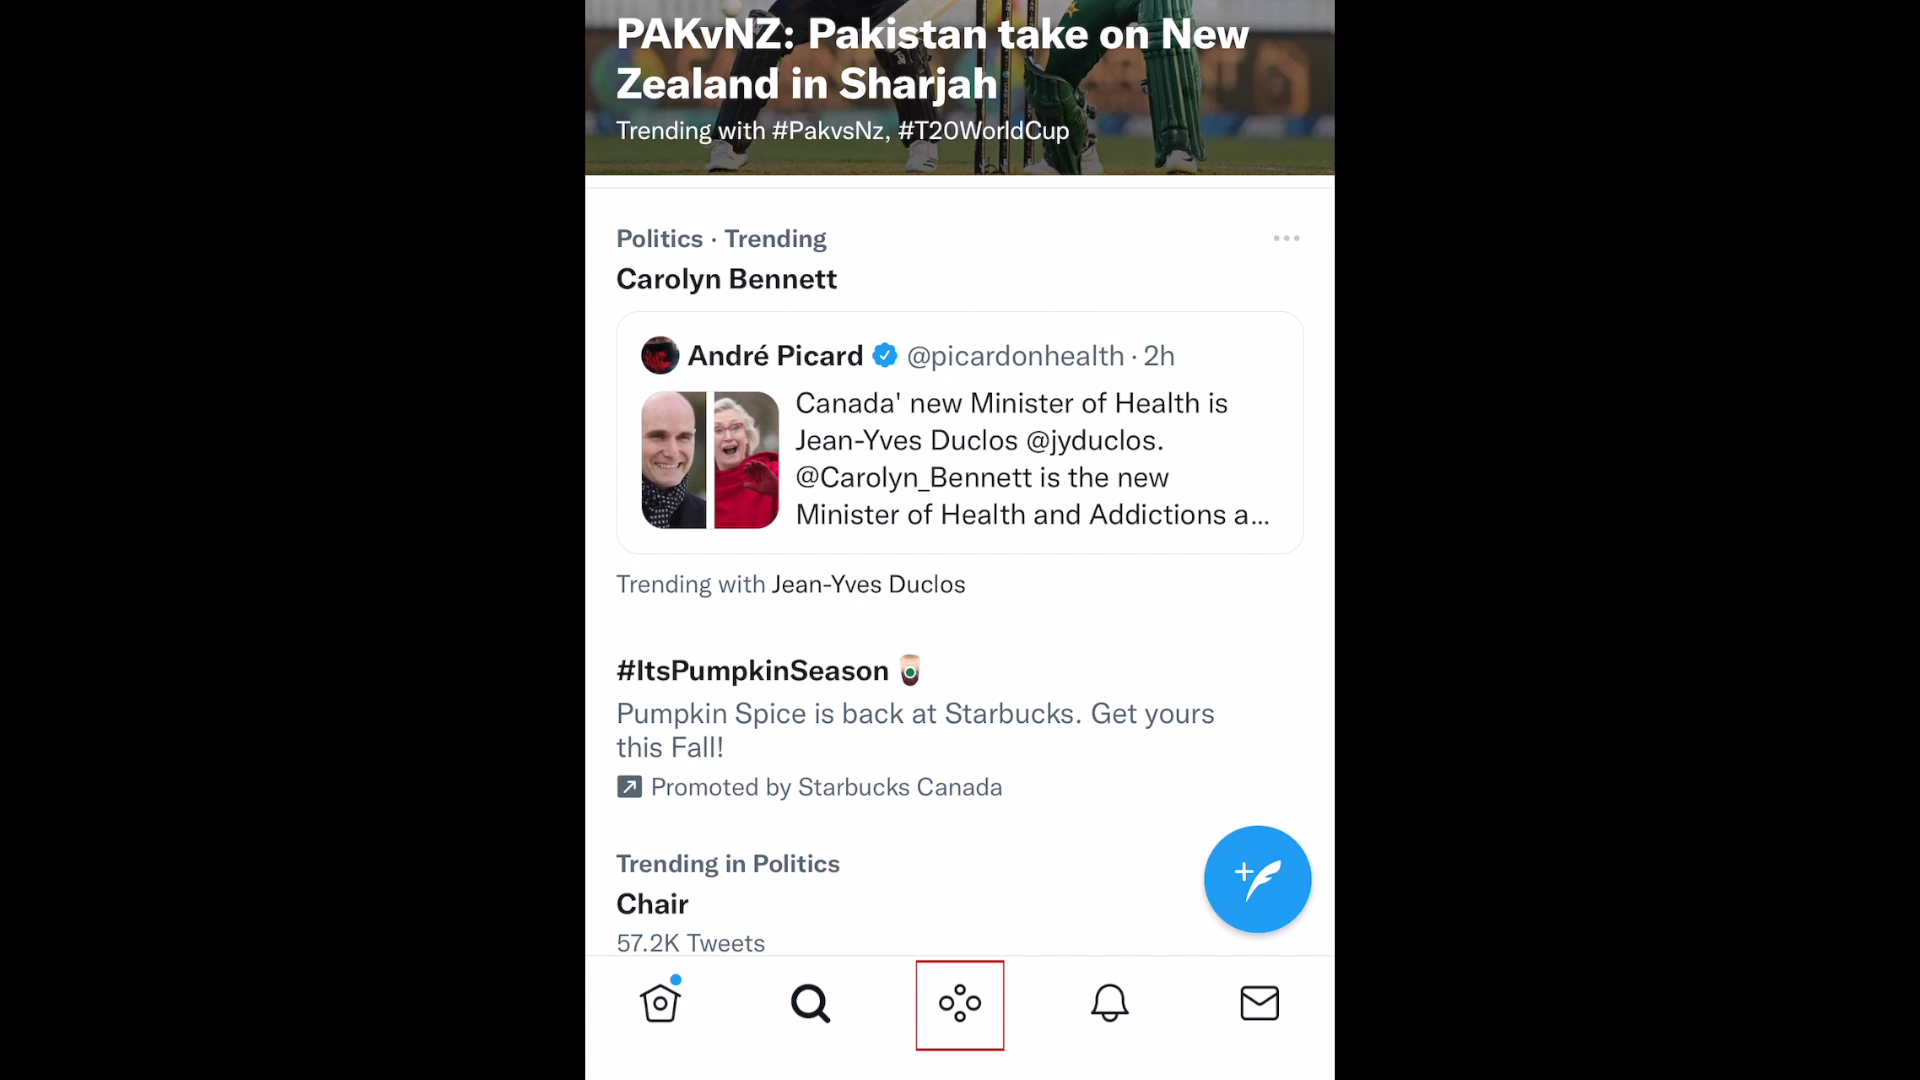 PAKvNZ: Pakistan take on New
Zealand in Sharjah
Trending with #PakvsNz, #T20WorldCup
Politics · Trending
Carolyn Bennett
André Picard @picardonhealth · 2h
Canada' new Minister of Health is
Jean-Yves Duclos @jyduclos.
@Carolyn_Bennett is the new
Minister of Health and Addictions a...
Trending with Jean-Yves Duclos
#ItsPumpkinSeason
Pumpkin Spice is back at Starbucks. Get yours
this Fall!
Promoted by Starbucks Canada
Trending in Politics
Chair
57.2K Tweets